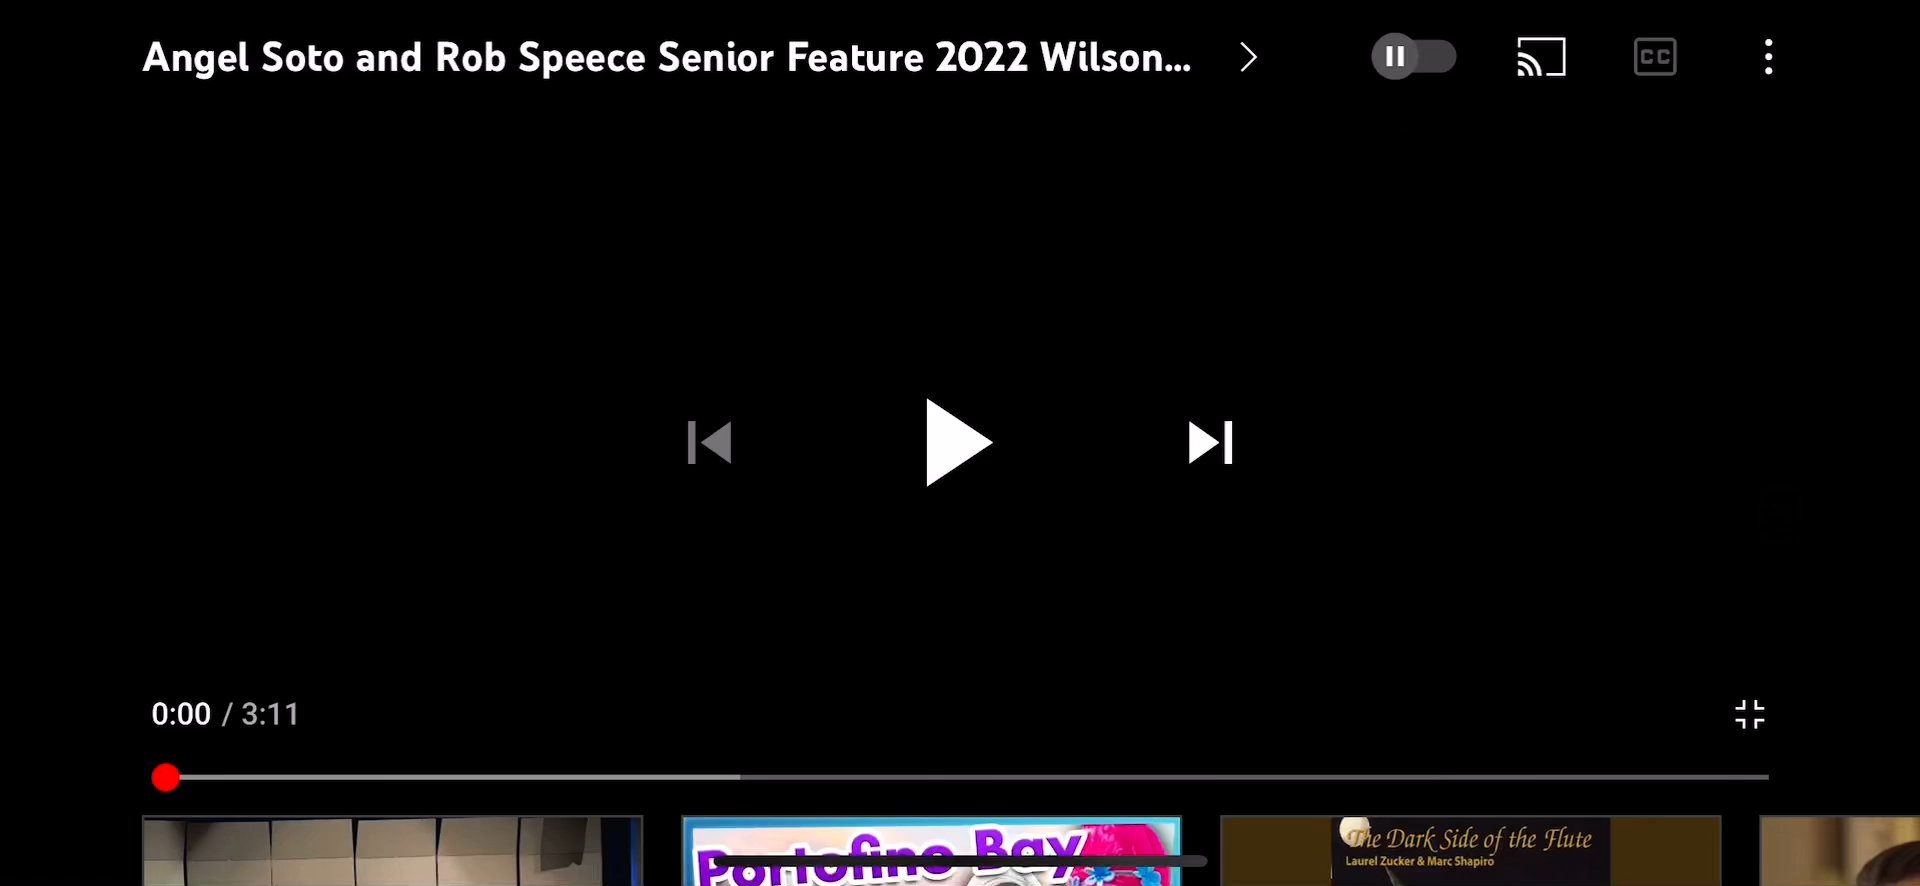 Angel Soto and Rob Speece Senior Feature 2022 Wilson...
CC
0:00 / 3:11
Portofino Bay
The Dark Side of the Flute
Laurel Zucker & Marc Shapiro